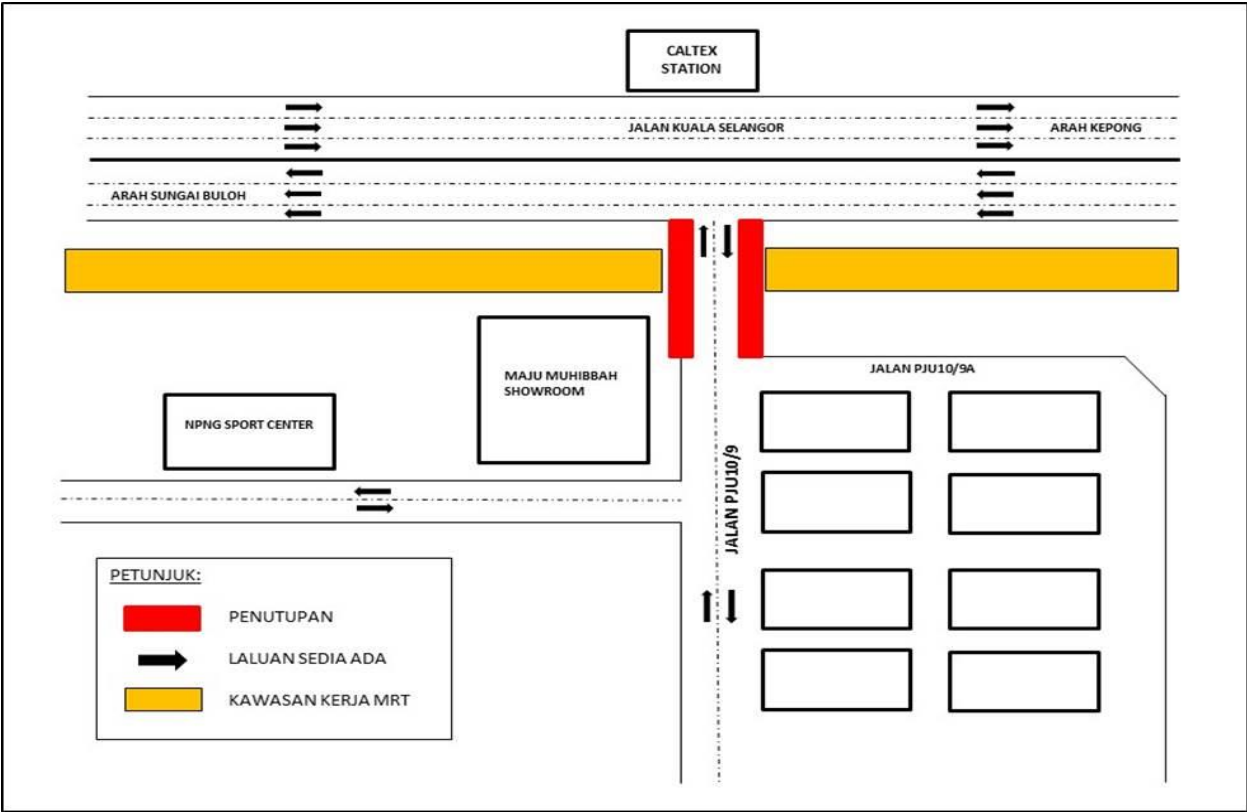 CALTEX
STATION
JALAN KUALA SELANGOR
ARAH KEPONG
ARAH SUNGAI BULOH
JALAN PJU10/9A
MAJU MUHIBBAH
SHOWROOM
NPNG SPORT CENTER
JALAN PJU10/9
PETUNJUK:
PENUTUPAN
LALUAN SEDIA ADA
KAWASAN KERJA MRT